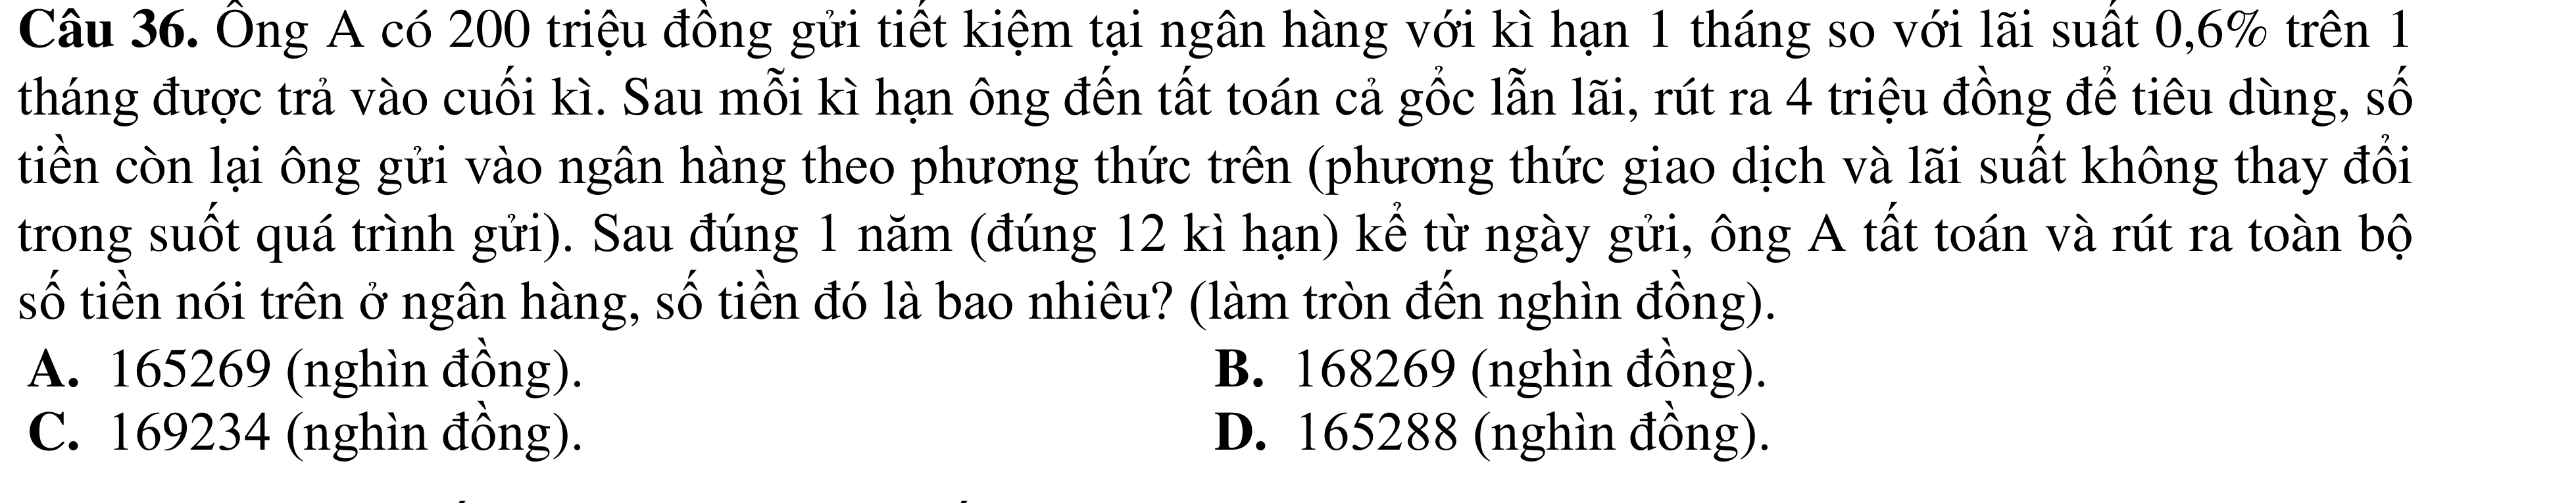 Câu 36. Ông A có 200 triệu đồng gửi tiết kiệm tại ngân hàng với kì hạn 1 tháng so với lãi suất 0,6% trên 1
tháng được trả vào cuối kì. Sau mỗi kì hạn ông đến tất toán cả gốc lẫn lãi, rút ra 4 triệu đồng để tiêu dùng, số
tiền còn lại ông gửi vào ngân hàng theo phương thức trên (phương thức giao dịch và lãi suất không thay đổi
trong suốt quá trình gửi). Sau đúng 1 năm (đúng 12 kì hạn) kể từ ngày gửi, ông A tất toán và rút ra toàn bộ
số tiền nói trên ở ngân hàng, số tiền đó là bao nhiêu? (làm tròn đến nghìn đồng).
A. 165269 (nghìn đồng). B. 168269 (nghìn đồng).
C. 169234 (nghìn đồng). D. 165288 (nghìn đồng).